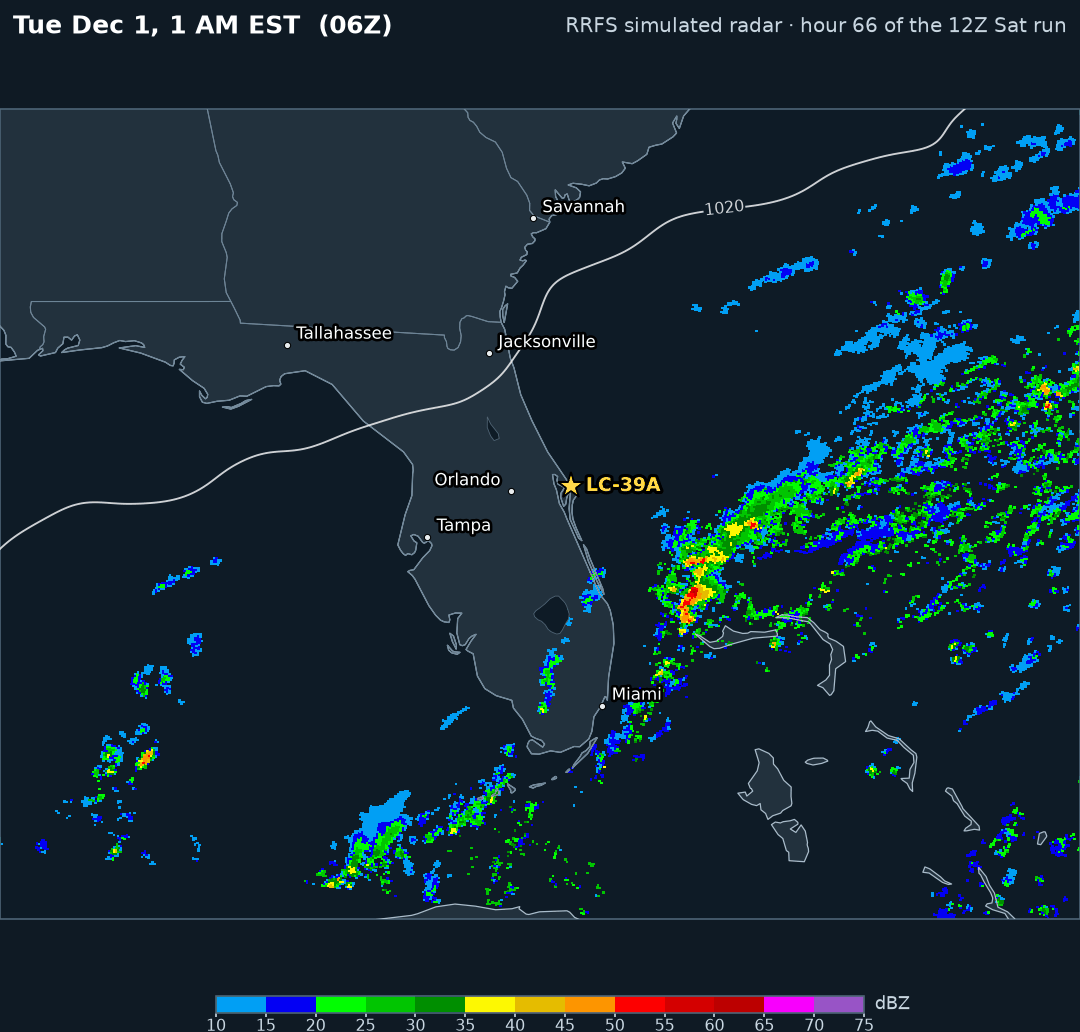 Tue Dec 1, 1 AM EST (06Z)
RRFS simulated radar · hour 66 of the 12Z Sat run
1020
Savannah
Tallahassee
Jacksonville
Orlando
LC-39A
Tampa
Miami
dBZ
10 15 20 25 30 35 40 45 50 55 60 65 70 75